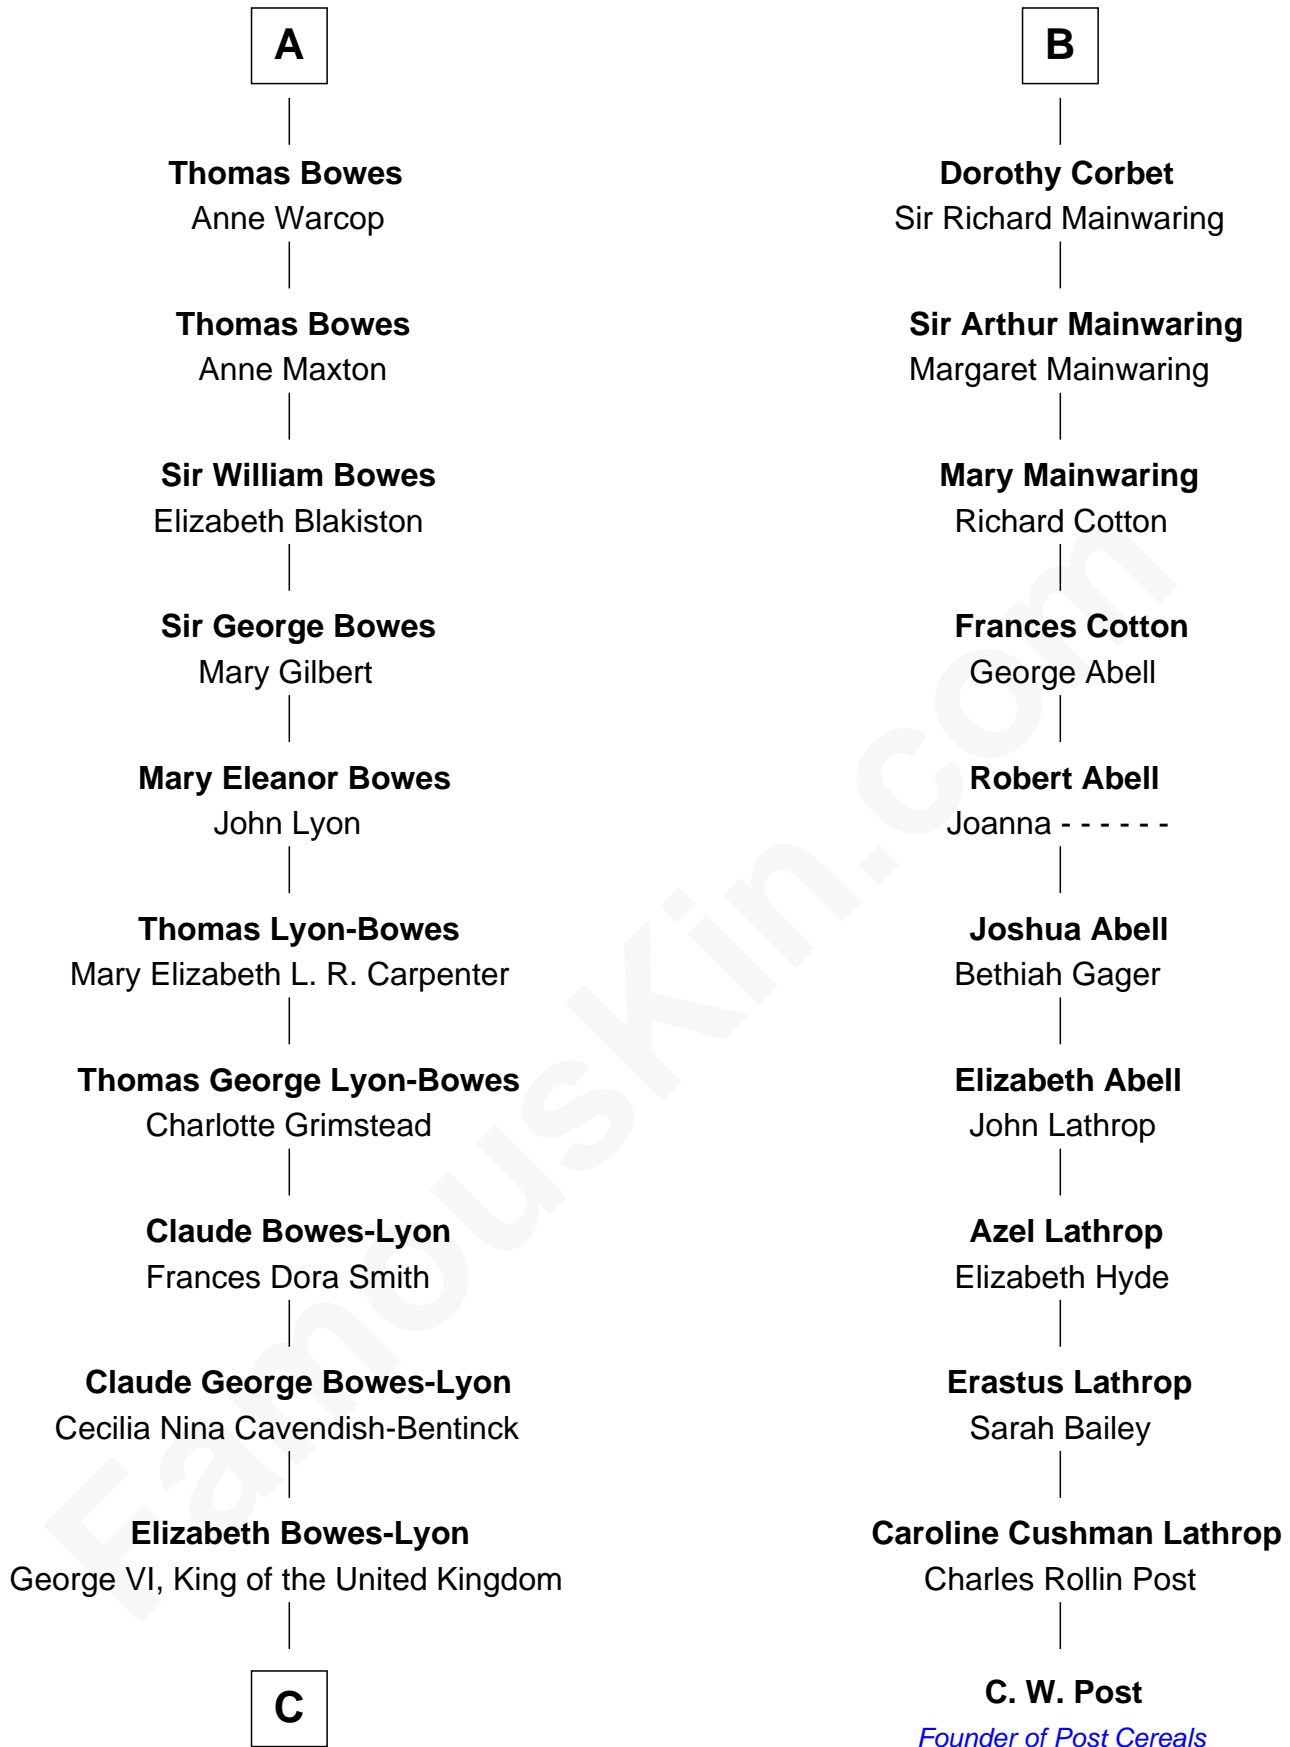 A
Thomas Bowes
Anne Warcop
Thomas Bowes
Anne Maxton
Sir William Bowes
Elizabeth Blakiston
Sir George Bowes
Mary Gilbert
Mary Eleanor Bowes
John Lyon
Thomas Lyon-Bowes
Mary Elizabeth L. R. Carpenter
Thomas George Lyon-Bowes
Charlotte Grimstead
Claude Bowes-Lyon
Frances Dora Smith
Claude George Bowes-Lyon
Cecilia Nina Cavendish-Bentinck
Elizabeth Bowes-Lyon
George VI, King of the United Kingdom
C
B
Dorothy Corbet
Sir Richard Mainwaring
Sir Arthur Mainwaring
Margaret Mainwaring
Mary Mainwaring
Richard Cotton
Frances Cotton
George Abell
Robert Abell
Joanna - - - - - -
Joshua Abell
Bethiah Gager
Elizabeth Abell
John Lathrop
Azel Lathrop
Elizabeth Hyde
Erastus Lathrop
Sarah Bailey
Caroline Cushman Lathrop
Charles Rollin Post
C. W. Post
Founder of Post Cereals
FamousKin.com